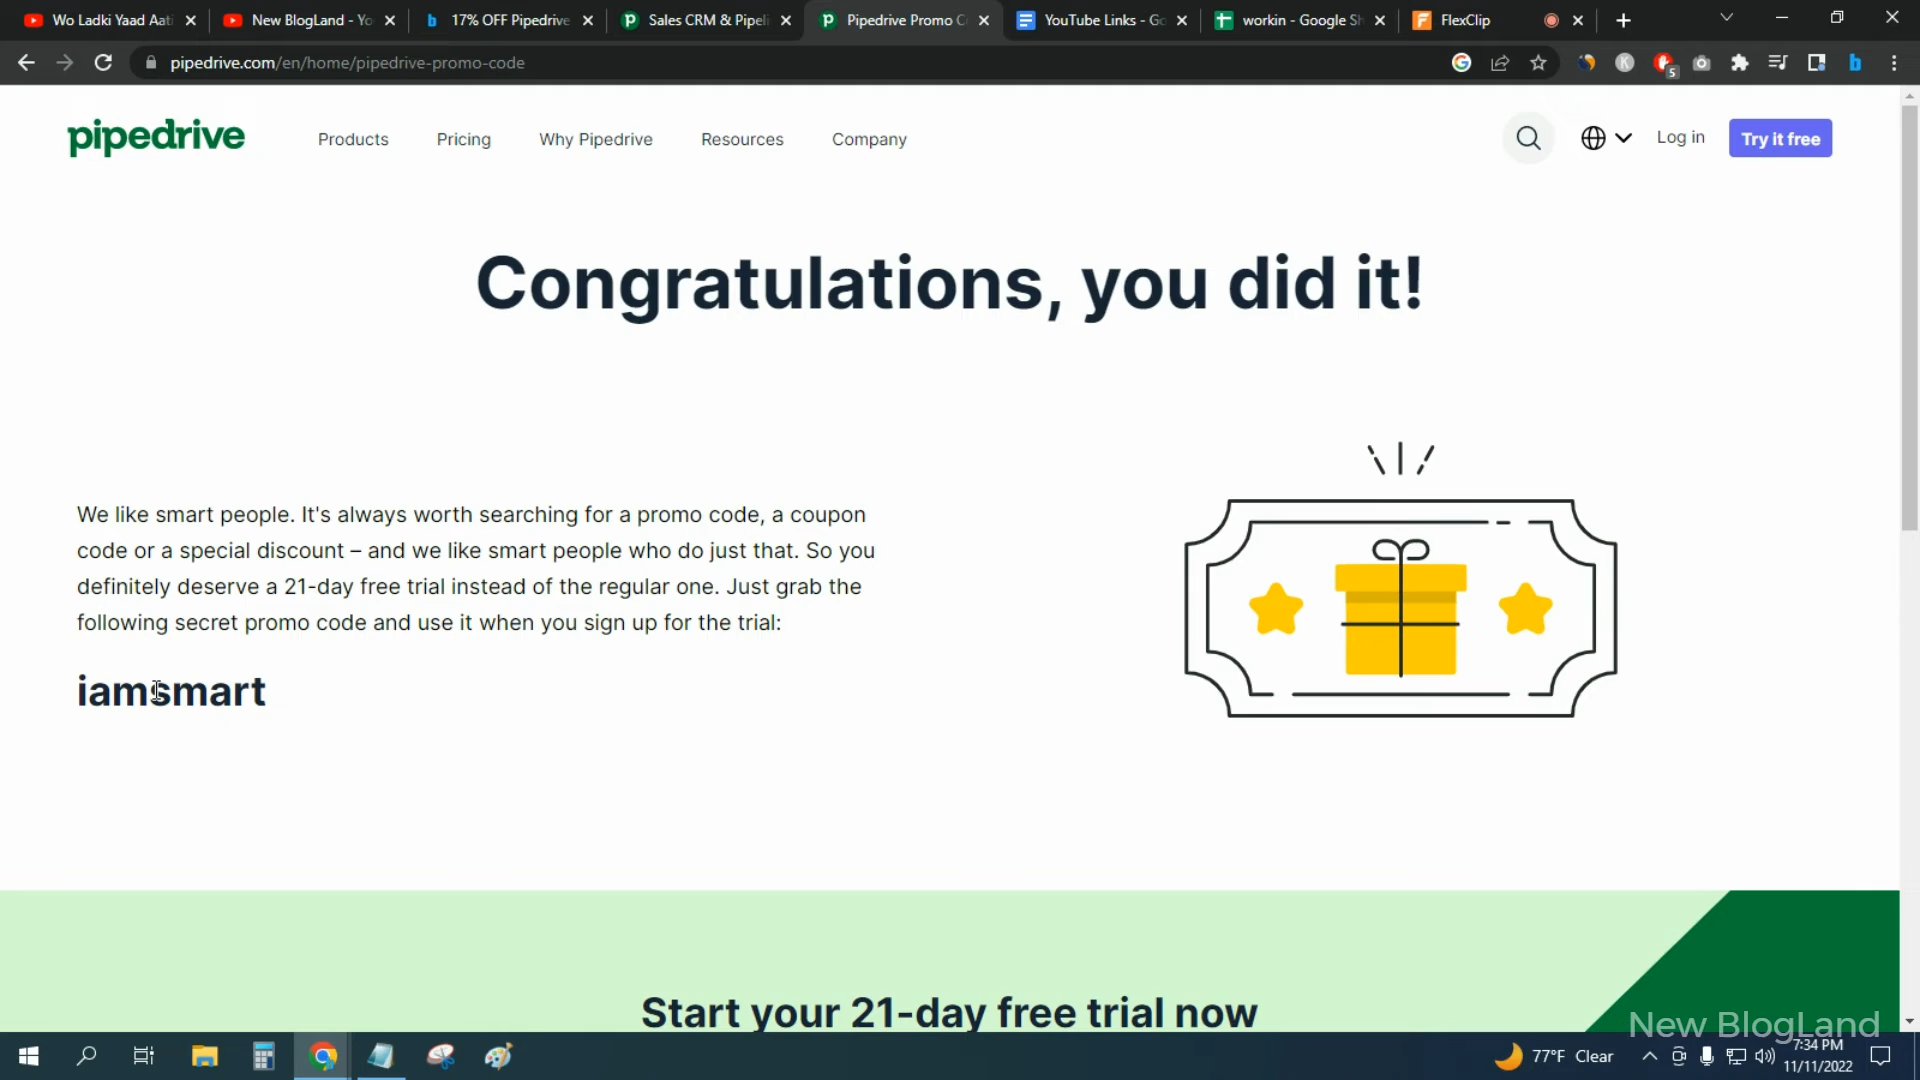 Wo Ladki Yaad Aati
New BlogLand - Yo
17% OFF Pipedrive
Sales CRM & Pipeli
Pipedrive Promo C
YouTube Links - Go
workin - Google Sh
FlexClip
pipedrive.com/en/home/pipedrive-promo-code
5
pipedrive
Products
Pricing
Why Pipedrive
Resources
Company
Log in
Try it free
Congratulations, you did it!
We like smart people. It's always worth searching for a promo code, a coupon
code or a special discount – and we like smart people who do just that. So you
definitely deserve a 21-day free trial instead of the regular one. Just grab the
following secret promo code and use it when you sign up for the trial:
iamsmart
Start your 21-day free trial now
New BlogLand
77°F Clear
7:34 PM
11/11/2022